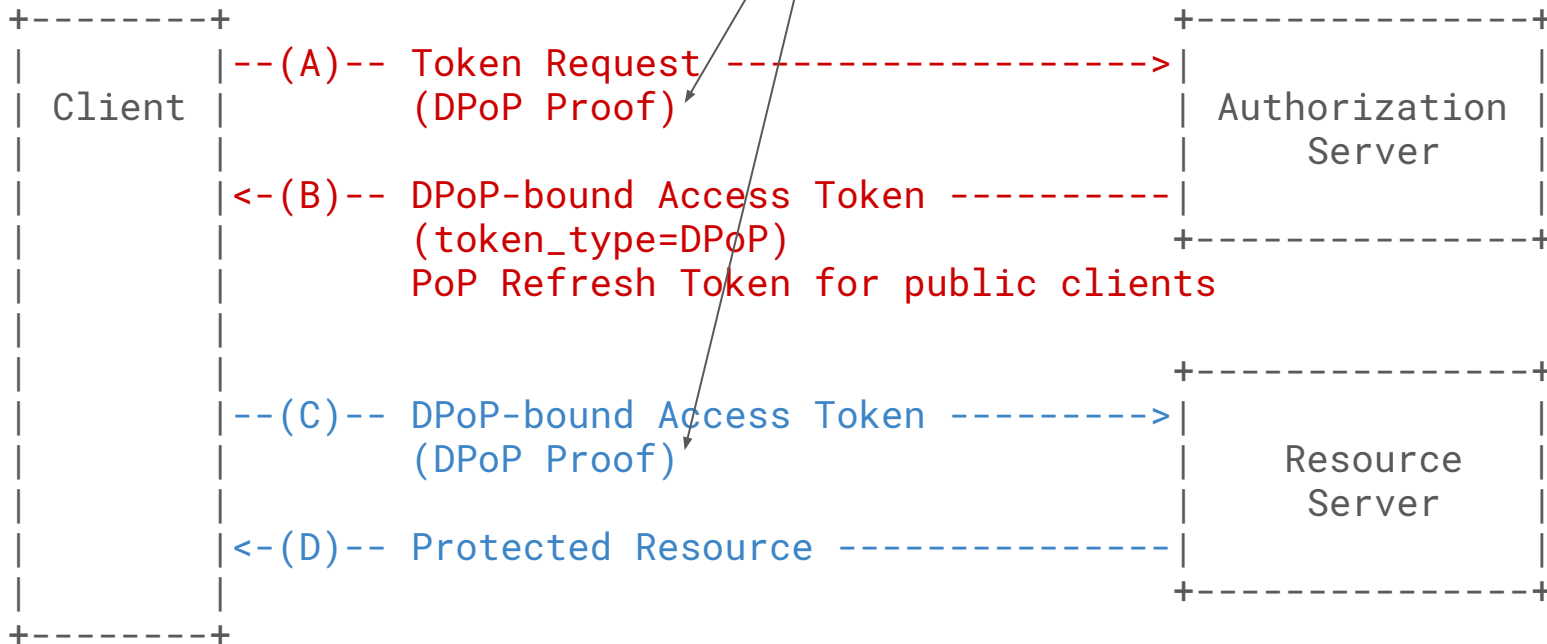 +--------+                                           +---------------+
|        |--(A)-- Token Request ------------------->|               |
| Client |        (DPoP Proof)                      | Authorization |
|        |                                          |     Server    |
|        |<-(B)-- DPoP-bound Access Token ----------|               |
|        |        (token_type=DPoP)                 +---------------+
|        |        PoP Refresh Token for public clients
|        |
|        |                                          +---------------+
|        |--(C)-- DPoP-bound Access Token --------->|               |
|        |        (DPoP Proof)                      |    Resource   |
|        |                                          |     Server    |
|        |<-(D)-- Protected Resource ---------------|               |
|        |                                          +---------------+
+--------+